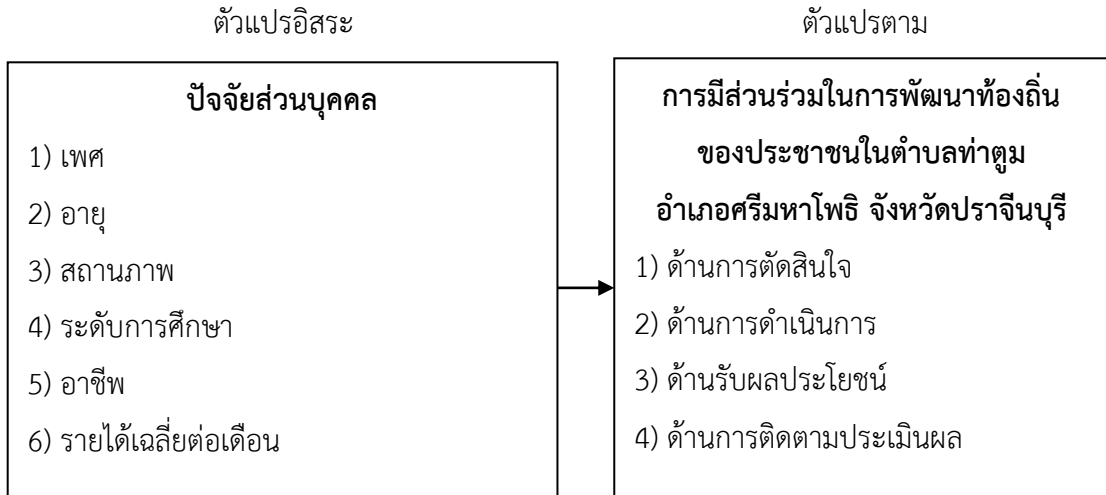 ตัวแปรอิสระ
ตัวแปรตาม
ปัจจัยส่วนบุคคล
1) เพศ
2) อายุ
3) สถานภาพ
4) ระดับการศึกษา
5) อาชีพ
6) รายได้เฉลี่ยต่อเดือน
การมีส่วนร่วมในการพัฒนาท้องถิ่น
ของประชาชนในตำบลท่าตูม
อำเภอศรีมหาโพธิ จังหวัดปราจีนบุรี
1) ด้านการตัดสินใจ
2) ด้านการดำเนินการ
3) ด้านรับผลประโยชน์
4) ด้านการติดตามประเมินผล